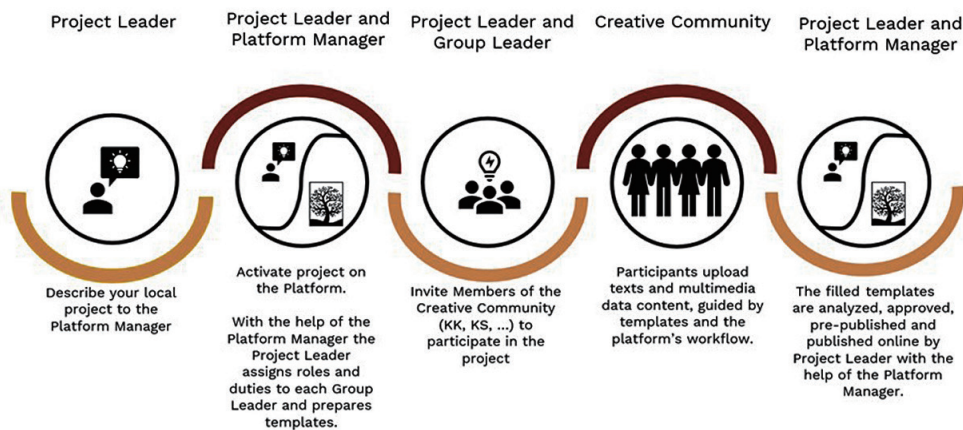 Project Leader
Describe your local
project to the
Platform Manager
Project Leader and
Platform Manager
Activate project on
the Platform.
With the help of the
Platform Manager the
Project Leader
assigns roles and
duties to each Group
Leader and prepares
templates.
Project Leader and
Group Leader
Invite Members of the
Creative Community
(KK, KS, ...) to
participate in the
project
Creative Community
Participants upload
texts and multimedia
data content, guided by
templates and the
platform's workflow.
Project Leader and
Platform Manager
The filled templates
are analyzed, approved,
pre-published and
published online by
Project Leader with the
help of the Platform
Manager.